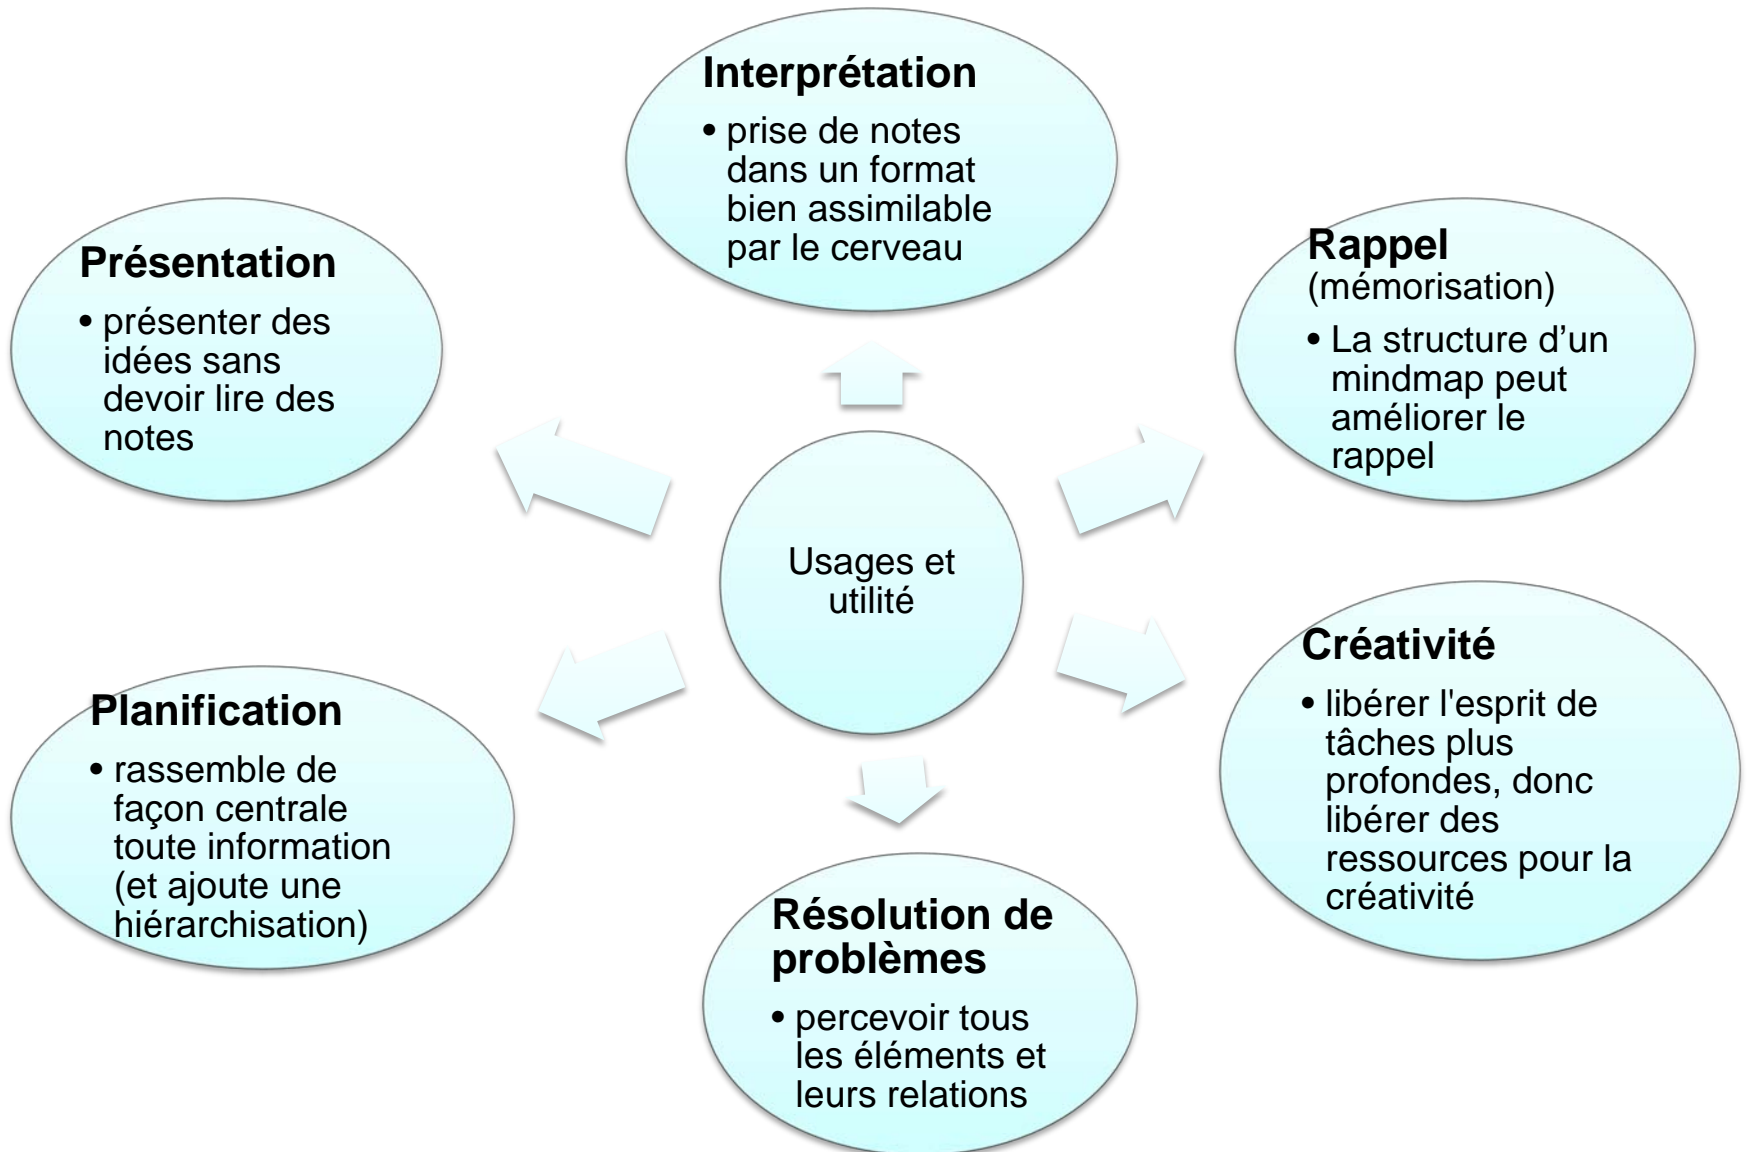 Interprétation
• prise de notes
dans un format
bien assimilable
par le cerveau
Présentation
• présenter des
idées sans
devoir lire des
notes
Rappel
(mémorisation)
• La structure d’un
mindmap peut
améliorer le
rappel
Usages et
utilité
Créativité
• libérer l'esprit de
tâches plus
profondes, donc
libérer des
ressources pour la
créativité
Planification
• rassemble de
façon centrale
toute information
(et ajoute une
hiérarchisation)
Résolution de
problèmes
• percevoir tous
les éléments et
leurs relations